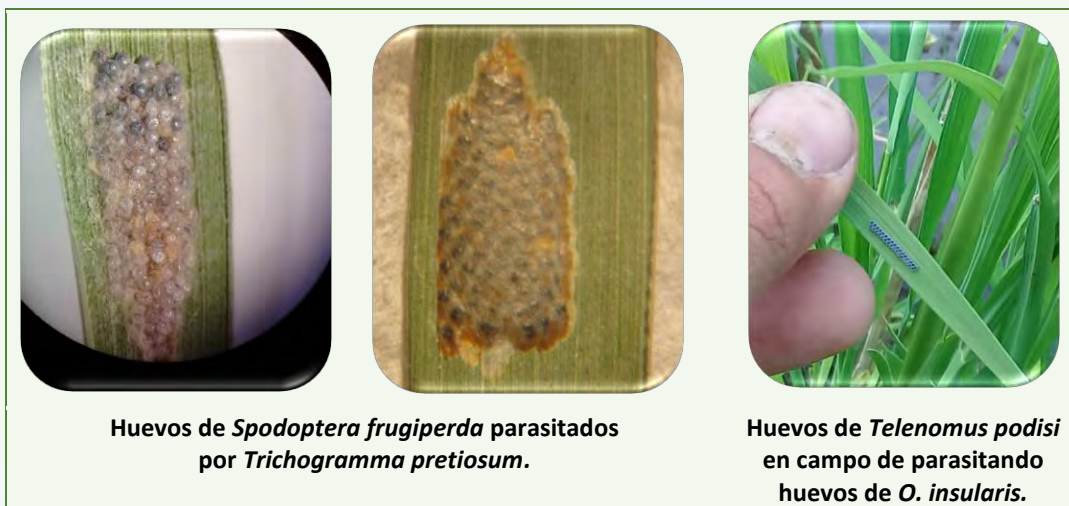 Huevos de Spodoptera frugiperda parasitados
por Trichogramma pretiosum.
Huevos de Telenomus podisi
en campo de parasitando
huevos de O. insularis.